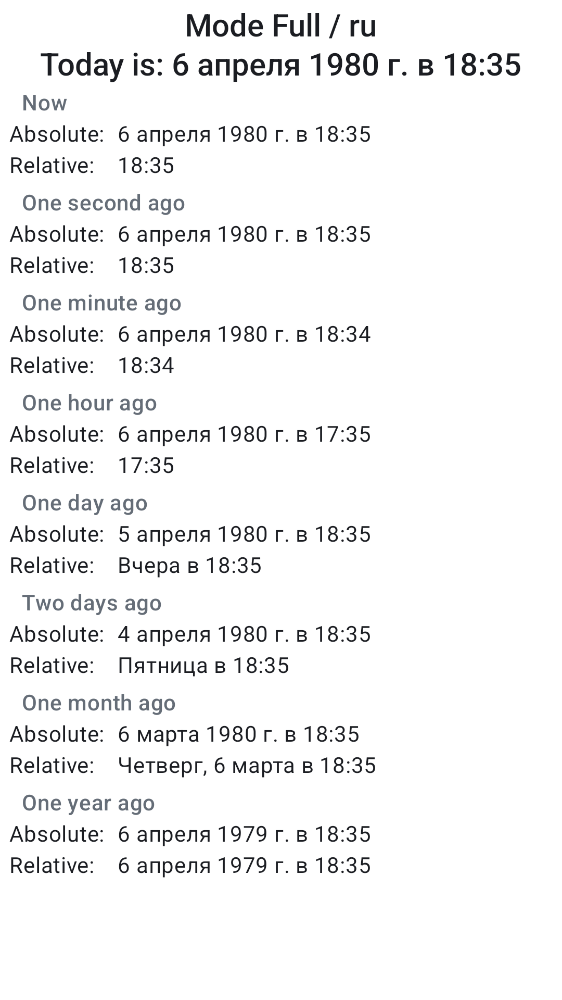 Mode Full / ru
Today is: 6 апреля 1980 г. в 18:35
Now
Absolute: 6 апреля 1980 г. в 18:35
Relative: 18:35
One second ago
Absolute: 6 апреля 1980 г. в 18:35
Relative: 18:35
One minute ago
Absolute: 6 апреля 1980 г. в 18:34
Relative: 18:34
One hour ago
Absolute: 6 апреля 1980 г. в 17:35
Relative: 17:35
One day ago
Absolute: 5 апреля 1980 г. в 18:35
Relative: Вчера в 18:35
Two days ago
Absolute: 4 апреля 1980 г. в 18:35
Relative: Пятница в 18:35
One month ago
Absolute: 6 марта 1980 г. в 18:35
Relative: Четверг, 6 марта в 18:35
One year ago
Absolute: 6 апреля 1979 г. в 18:35
Relative: 6 апреля 1979 г. в 18:35